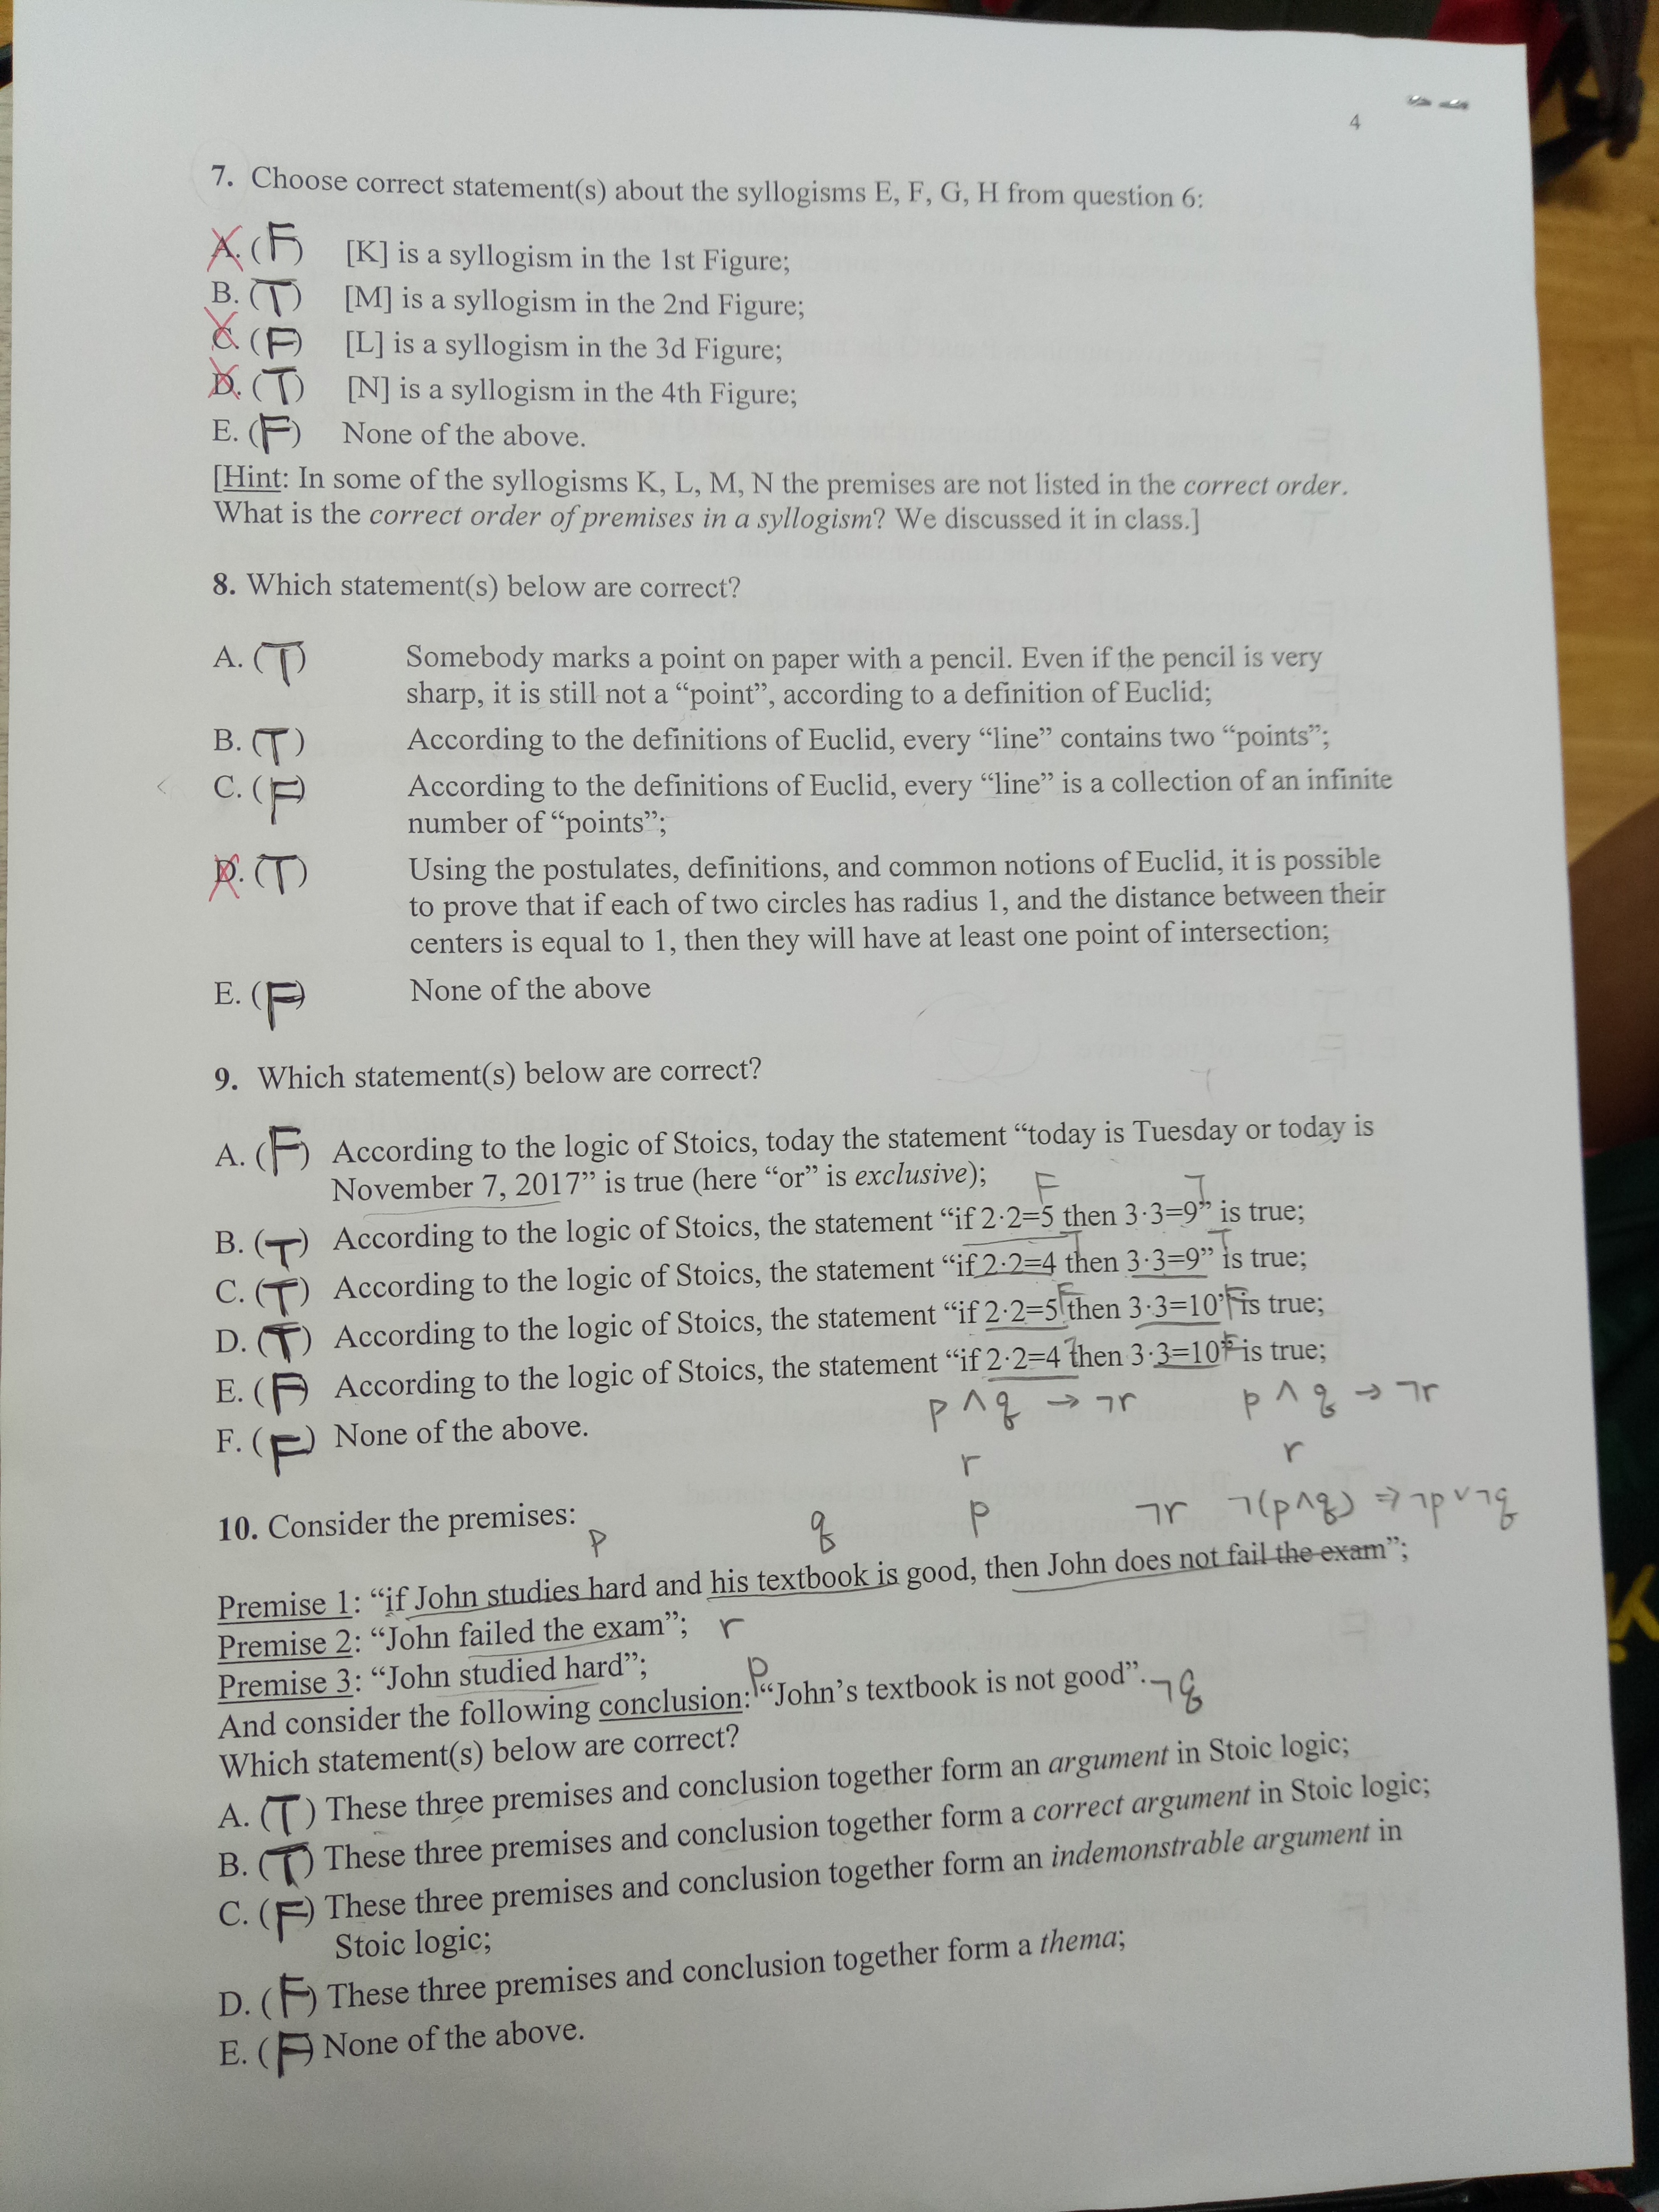 4
7. Choose correct statement(s) about the syllogisms E, F, G, H from question 6:
A. (F) [K] is a syllogism in the 1st Figure;
B. (T) [M] is a syllogism in the 2nd Figure;
C. (F) [L] is a syllogism in the 3d Figure;
D. (T) [N] is a syllogism in the 4th Figure;
E. (F) None of the above.
[Hint: In some of the syllogisms K, L, M, N the premises are not listed in the correct order.
What is the correct order of premises in a syllogism? We discussed it in class.]
8. Which statement(s) below are correct?
A. (T) Somebody marks a point on paper with a pencil. Even if the pencil is very
sharp, it is still not a “point”, according to a definition of Euclid;
B. (T) According to the definitions of Euclid, every “line” contains two “points”;
C. (F) According to the definitions of Euclid, every “line” is a collection of an infinite
number of “points”;
D. (T) Using the postulates, definitions, and common notions of Euclid, it is possible
to prove that if each of two circles has radius 1, and the distance between their
centers is equal to 1, then they will have at least one point of intersection;
E. (F) None of the above
9. Which statement(s) below are correct?
A. (F) According to the logic of Stoics, today the statement “today is Tuesday or today is
November 7, 2017” is true (here “or” is exclusive);
F T
B. (T) According to the logic of Stoics, the statement “if 2·2=5 then 3·3=9” is true;
T T
C. (T) According to the logic of Stoics, the statement “if 2·2=4 then 3·3=9” is true;
F F
D. (T) According to the logic of Stoics, the statement “if 2·2=5 then 3·3=10” is true;
T F
E. (F) According to the logic of Stoics, the statement “if 2·2=4 then 3·3=10” is true;
p ∧ q → ¬r p ∧ q → ¬r
F. (F) None of the above.
r r
10. Consider the premises:
p q p ¬r ¬(p∧q) ⇒ ¬p∨¬q
Premise 1: “if John studies hard and his textbook is good, then John does not fail the exam”;
Premise 2: “John failed the exam”; r
Premise 3: “John studied hard”; p
And consider the following conclusion: “John’s textbook is not good”. ¬q
Which statement(s) below are correct?
A. (T) These three premises and conclusion together form an argument in Stoic logic;
B. (T) These three premises and conclusion together form a correct argument in Stoic logic;
C. (F) These three premises and conclusion together form an indemonstrable argument in
Stoic logic;
D. (F) These three premises and conclusion together form a thema;
E. (F) None of the above.